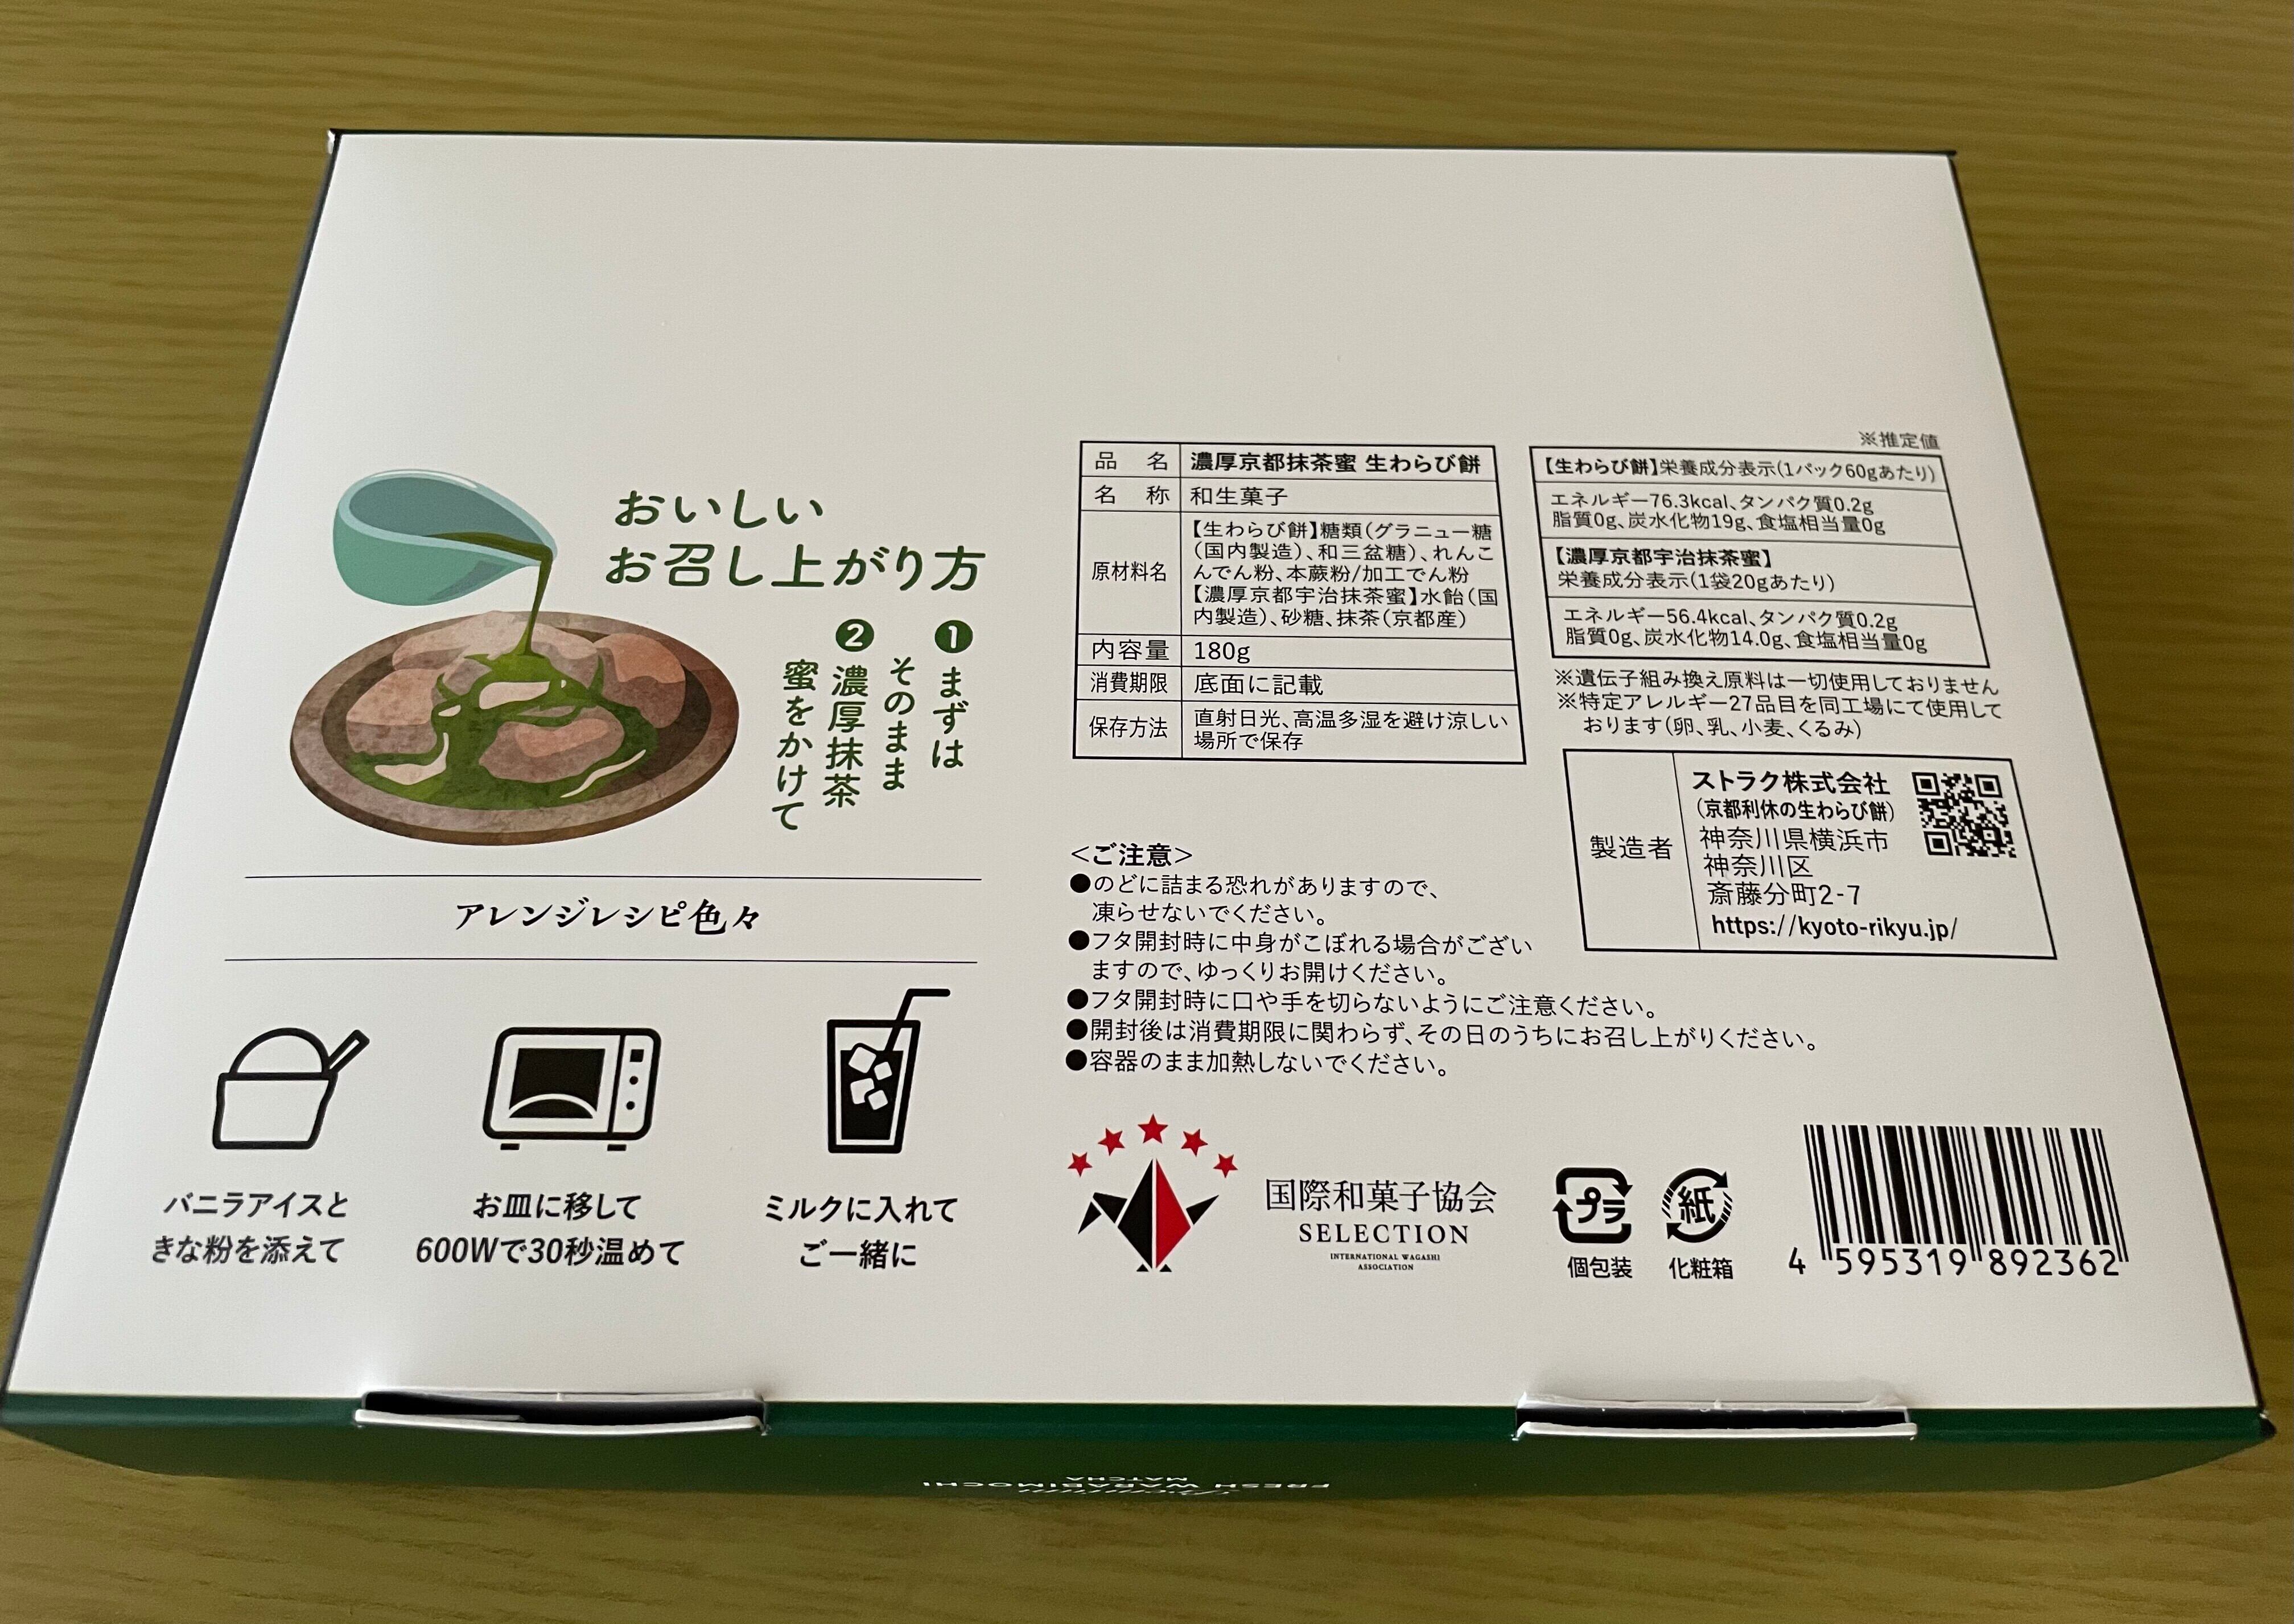 おいしい
お召し上がり方
❶まずは
そのまま
❷濃厚抹茶
蜜をかけて
アレンジレシピ色々
バニラアイスと
きな粉を添えて
お皿に移して
600Wで30秒温めて
ミルクに入れて
ご一緒に
品名 濃厚京都抹茶蜜 生わらび餅
名称 和生菓子
原材料名 【生わらび餅】糖類(グラニュー糖
(国内製造)、和三盆糖)、れんこ
んでん粉、本蕨粉/加工でん粉
【濃厚京都宇治抹茶蜜】水飴(国
内製造)、砂糖、抹茶(京都産)
内容量 180g
消費期限 底面に記載
保存方法 直射日光、高温多湿を避け涼しい
場所で保存
※推定値
【生わらび餅】栄養成分表示(1パック60gあたり)
エネルギー76.3kcal、タンパク質0.2g
脂質0g、炭水化物19g、食塩相当量0g
【濃厚京都宇治抹茶蜜】
栄養成分表示(1袋20gあたり)
エネルギー56.4kcal、タンパク質0.2g
脂質0g、炭水化物14.0g、食塩相当量0g
※遺伝子組み換え原料は一切使用しておりません
※特定アレルギー27品目を同工場にて使用して
おります(卵、乳、小麦、くるみ)
製造者
ストラク株式会社
(京都利休の生わらび餅)
神奈川県横浜市
神奈川区
斎藤分町2-7
https://kyoto-rikyu.jp/
<ご注意>
●のどに詰まる恐れがありますので、
凍らせないでください。
●フタ開封時に中身がこぼれる場合がござい
ますので、ゆっくりお開けください。
●フタ開封時に口や手を切らないようにご注意ください。
●開封後は消費期限に関わらず、その日のうちにお召し上がりください。
●容器のまま加熱しないでください。
国際和菓子協会
SELECTION
INTERNATIONAL WAGASHI
ASSOCIATION
プラ
個包装
紙
化粧箱
4 595319 892362
Premium
FRESH WARABIMOCHI
MATCHA